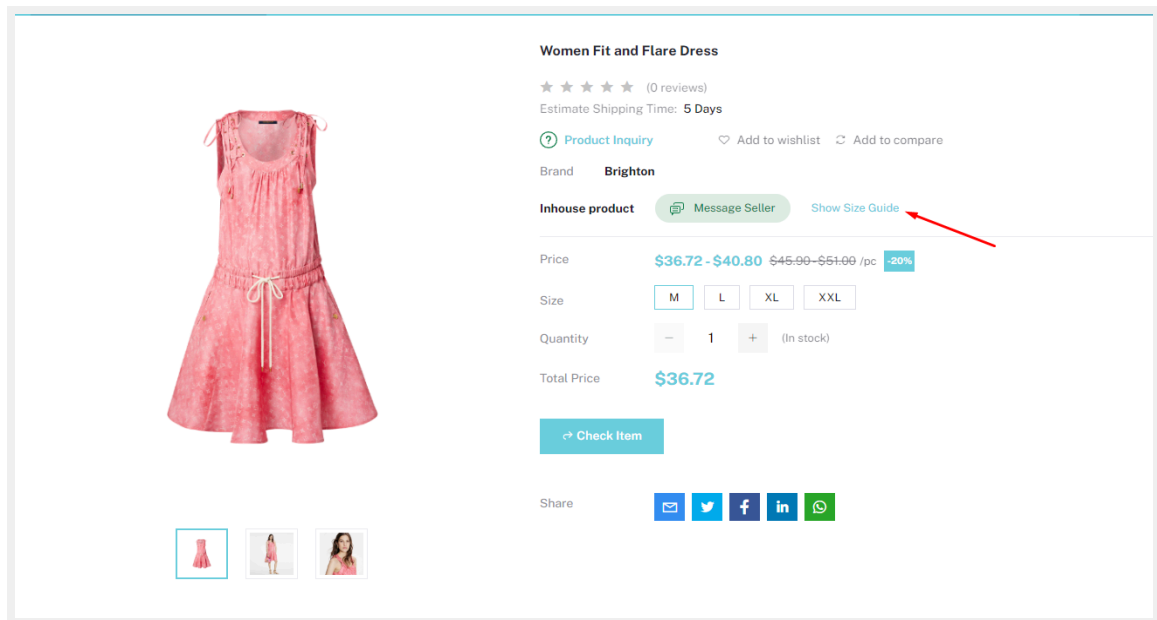 Women Fit and Flare Dress
(0 reviews)
Estimate Shipping Time: 5 Days
? Product Inquiry Add to wishlist Add to compare
Brand Brighton
Inhouse product Message Seller Show Size Guide
Price $36.72 - $40.80 $45.90 - $51.00 /pc -20%
Size M L XL XXL
Quantity − 1 + (In stock)
Total Price $36.72
Check Item
Share f in